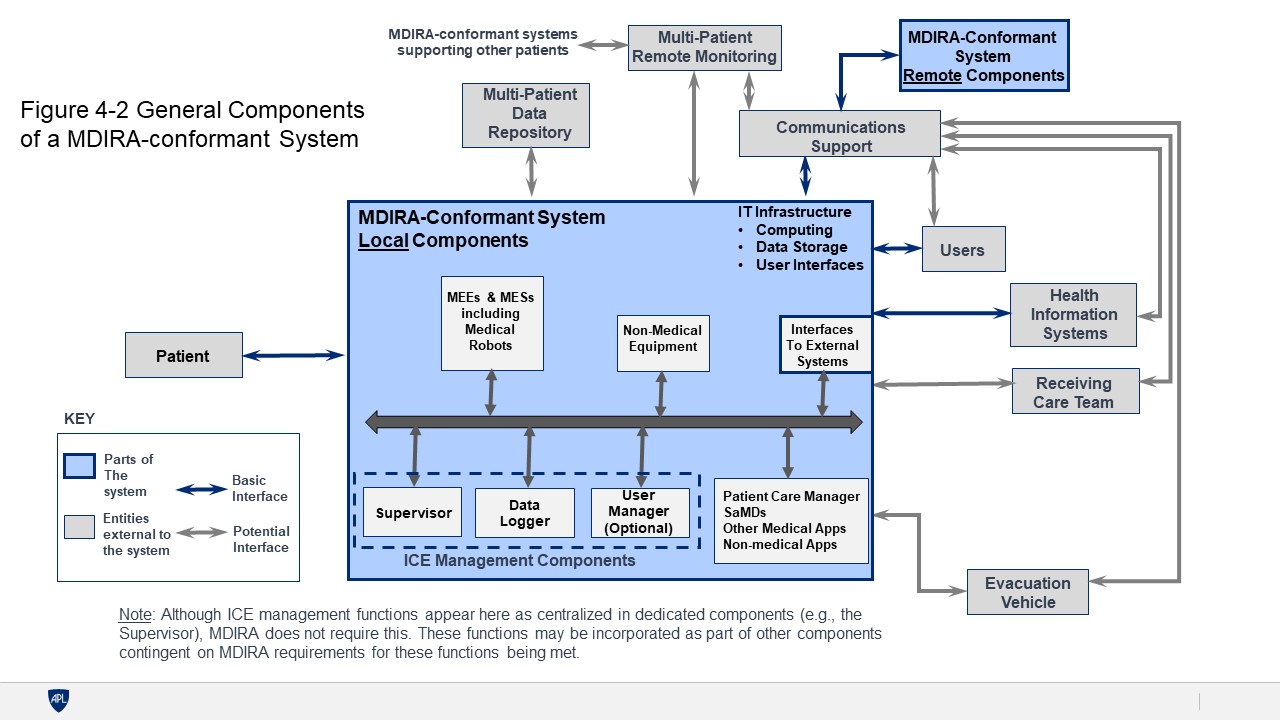 MDIRA-conformant systems
supporting other patients
Multi-Patient
Remote Monitoring
MDIRA-Conformant
System
Remote Components
Figure 4-2 General Components
of a MDIRA-conformant System
Multi-Patient
Data
Repository
Communications
Support
MDIRA-Conformant System
Local Components
IT Infrastructure
• Computing
• Data Storage
• User Interfaces
Users
MEEs & MESs
including
Medical
Robots
Non-Medical
Equipment
Interfaces
To External
Systems
Health
Information
Systems
Patient
Receiving
Care Team
KEY
Parts of
The
system
Basic
Interface
Entities
external to
the system
Potential
Interface
Supervisor
Data
Logger
User
Manager
(Optional)
Patient Care Manager
SaMDs
Other Medical Apps
Non-medical Apps
ICE Management Components
Evacuation
Vehicle
Note: Although ICE management functions appear here as centralized in dedicated components (e.g., the
Supervisor), MDIRA does not require this. These functions may be incorporated as part of other components
contingent on MDIRA requirements for these functions being met.
APL